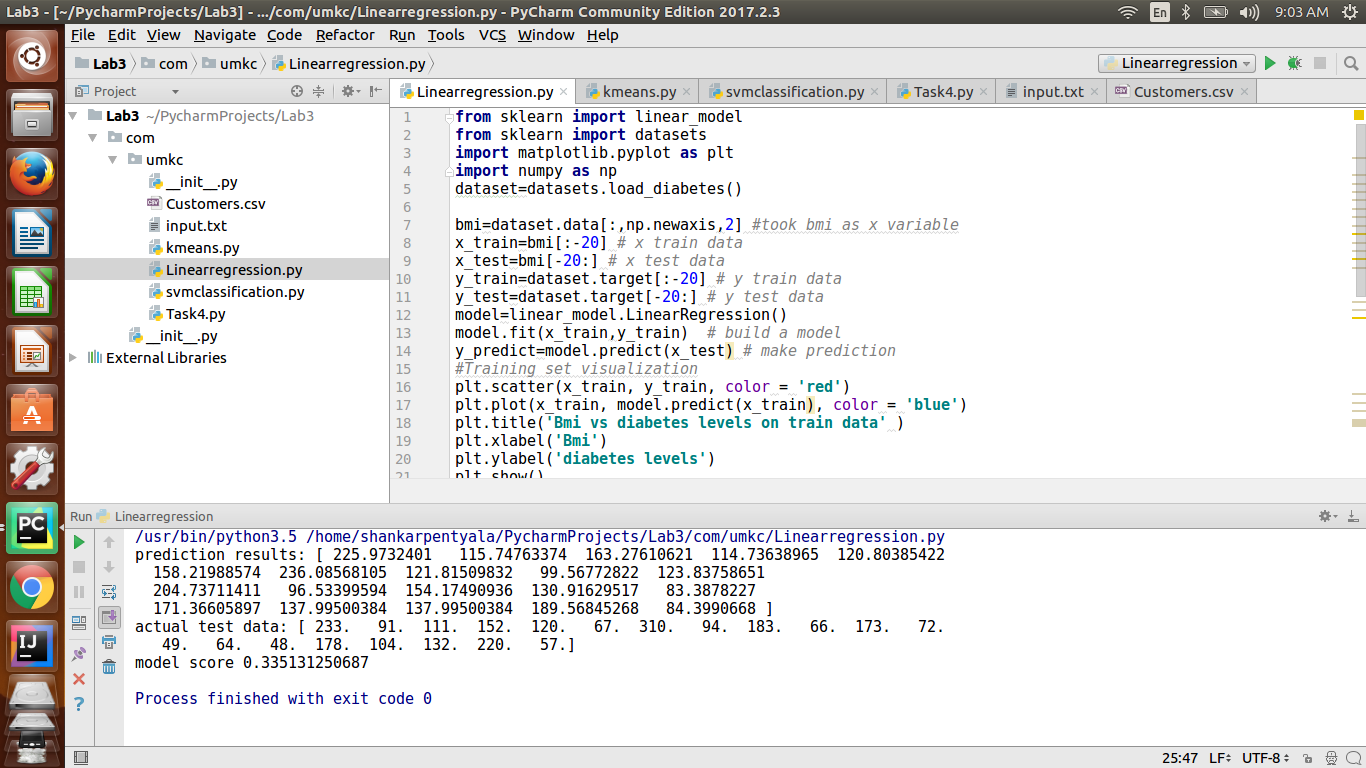 Lab3 - [~/PycharmProjects/Lab3] - .../com/umkc/Linearregression.py - PyCharm Community Edition 2017.2.3
En
9:03 AM
File Edit View Navigate Code Refactor Run Tools VCS Window Help
Lab3 com umkc Linearregression.py
Linearregression
Project
Linearregression.py kmeans.py svmclassification.py Task4.py input.txt Customers.csv
Lab3 ~/PycharmProjects/Lab3
com
umkc
__init__.py
Customers.csv
input.txt
kmeans.py
Linearregression.py
svmclassification.py
Task4.py
__init__.py
External Libraries
1 from sklearn import linear_model
2 from sklearn import datasets
3 import matplotlib.pyplot as plt
4 import numpy as np
5 dataset=datasets.load_diabetes()
6
7 bmi=dataset.data[:,np.newaxis,2] #took bmi as x variable
8 x_train=bmi[:-20] # x train data
9 x_test=bmi[-20:] # x test data
10 y_train=dataset.target[:-20] # y train data
11 y_test=dataset.target[-20:] # y test data
12 model=linear_model.LinearRegression()
13 model.fit(x_train,y_train)  # build a model
14 y_predict=model.predict(x_test) # make prediction
15 #Training set visualization
16 plt.scatter(x_train, y_train, color = 'red')
17 plt.plot(x_train, model.predict(x_train), color = 'blue')
18 plt.title('Bmi vs diabetes levels on train data' )
19 plt.xlabel('Bmi')
20 plt.ylabel('diabetes levels')
21 plt.show()
Run Linearregression
/usr/bin/python3.5 /home/shankarpentyala/PycharmProjects/Lab3/com/umkc/Linearregression.py
prediction results: [ 225.9732401   115.74763374  163.27610621  114.73638965  120.80385422
158.21988574  236.08568105  121.81509832   99.56772822  123.83758651
204.73711411   96.53399594  154.17490936  130.91629517   83.3878227
171.36605897  137.99500384  137.99500384  189.56845268   84.3990668 ]
actual test data: [ 233.   91.  111.  152.  120.   67.  310.   94.  183.   66.  173.   72.
49.   64.   48.  178.  104.  132.  220.   57.]
model score 0.335131250687
Process finished with exit code 0
PC
IJ
25:47 LF UTF-8